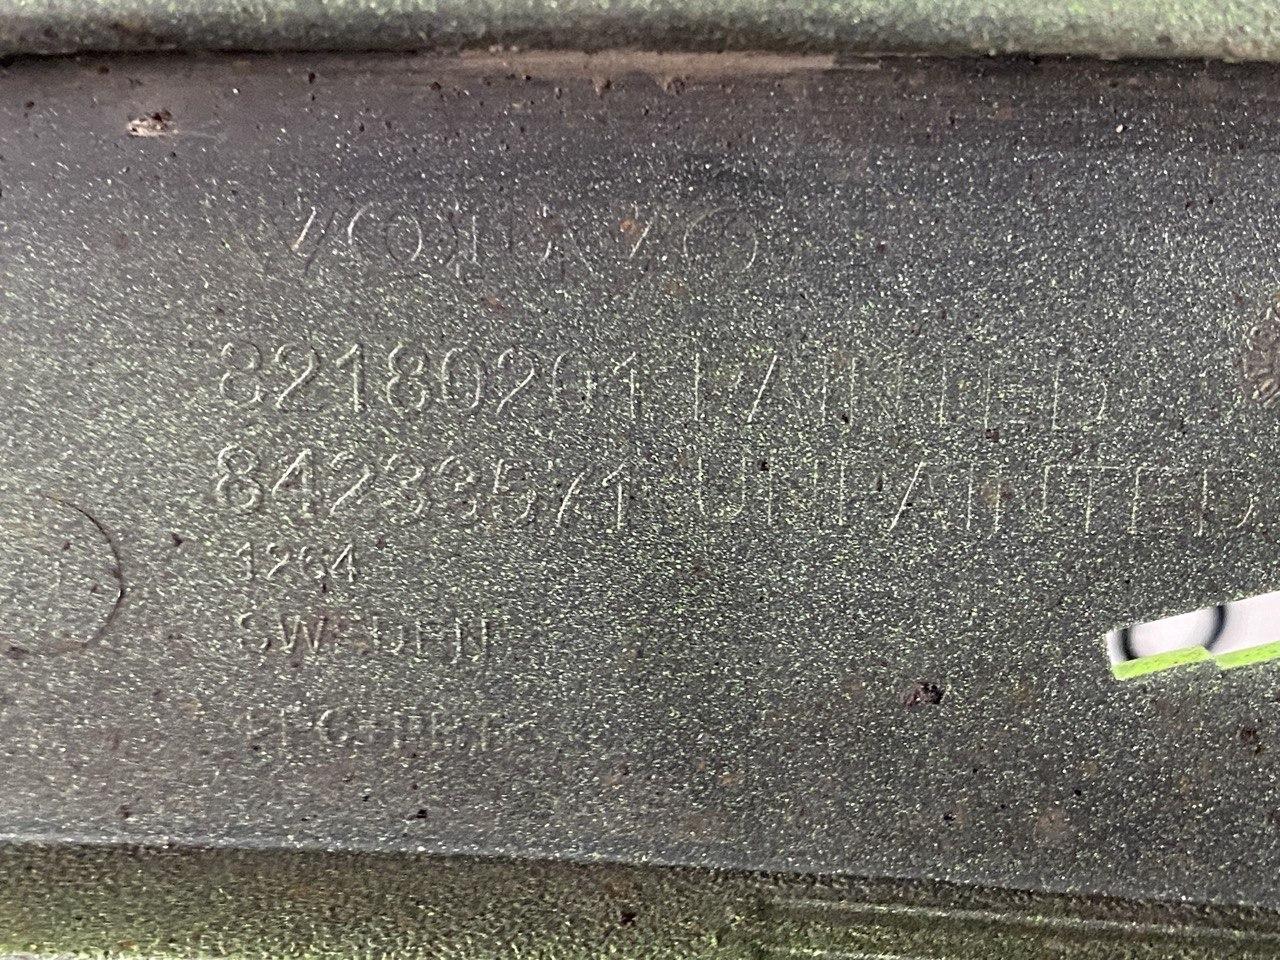 VOLVO
82180201 PAINTED
84233571 UNPAINTED
1264
SWEDEN